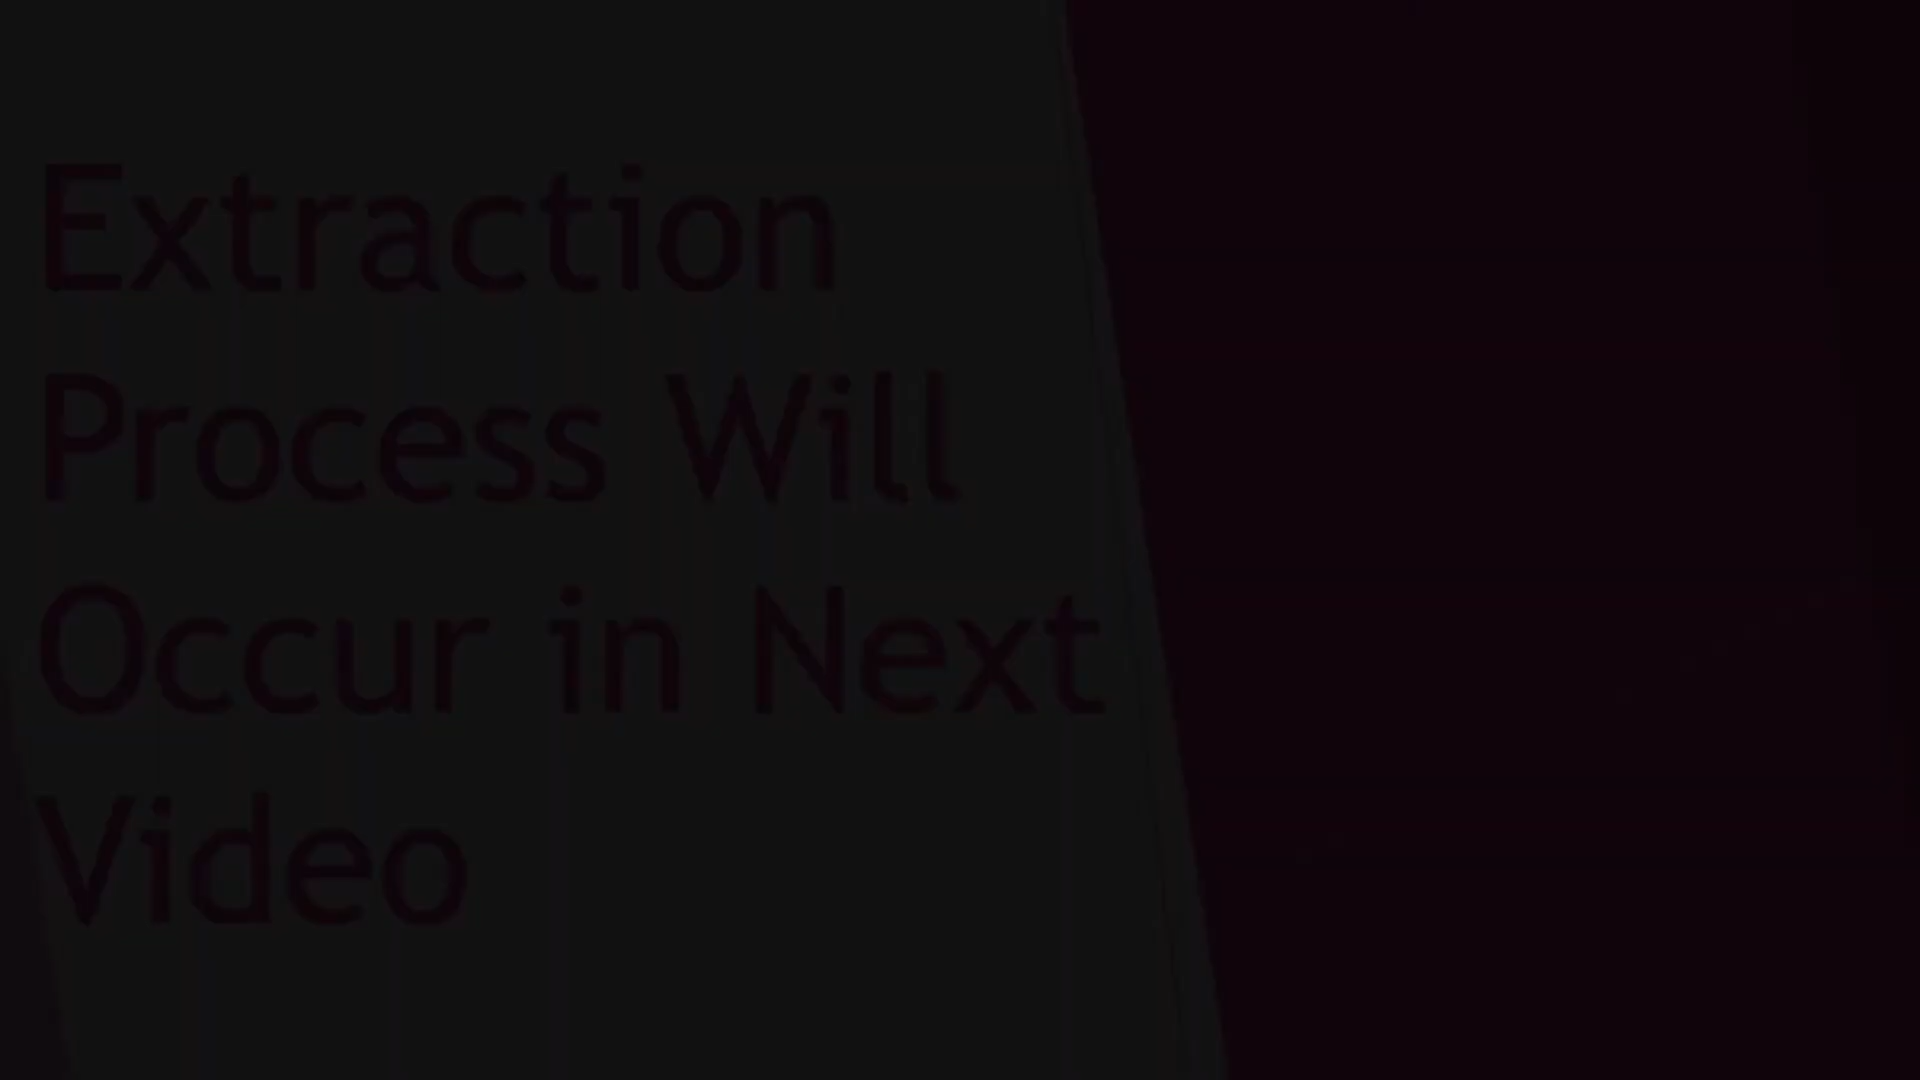 Extraction
Process Will
Occur in Next
Video